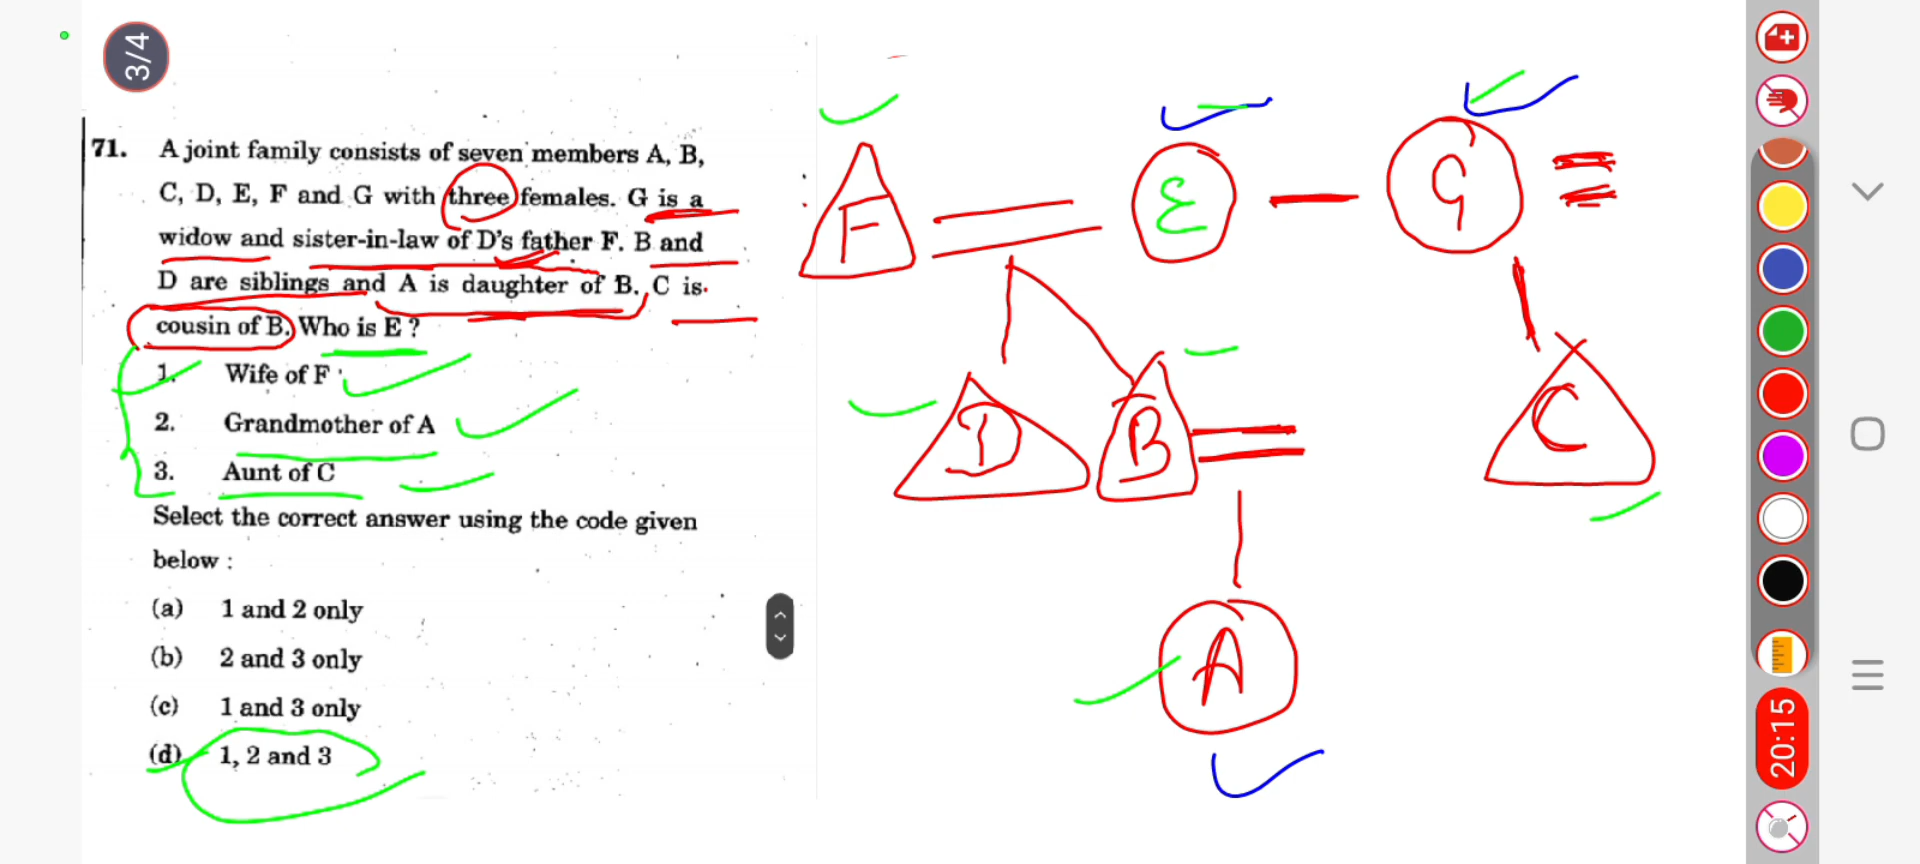 3/4
71. A joint family consists of seven members A, B,
C, D, E, F and G with three females. G is a
widow and sister-in-law of D's father F. B and
D are siblings and A is daughter of B. C is
cousin of B. Who is E ?
1. Wife of F
2. Grandmother of A
3. Aunt of C
Select the correct answer using the code given
below :
(a) 1 and 2 only
(b) 2 and 3 only
(c) 1 and 3 only
(d) 1, 2 and 3
F E G
D B C
A
20:15